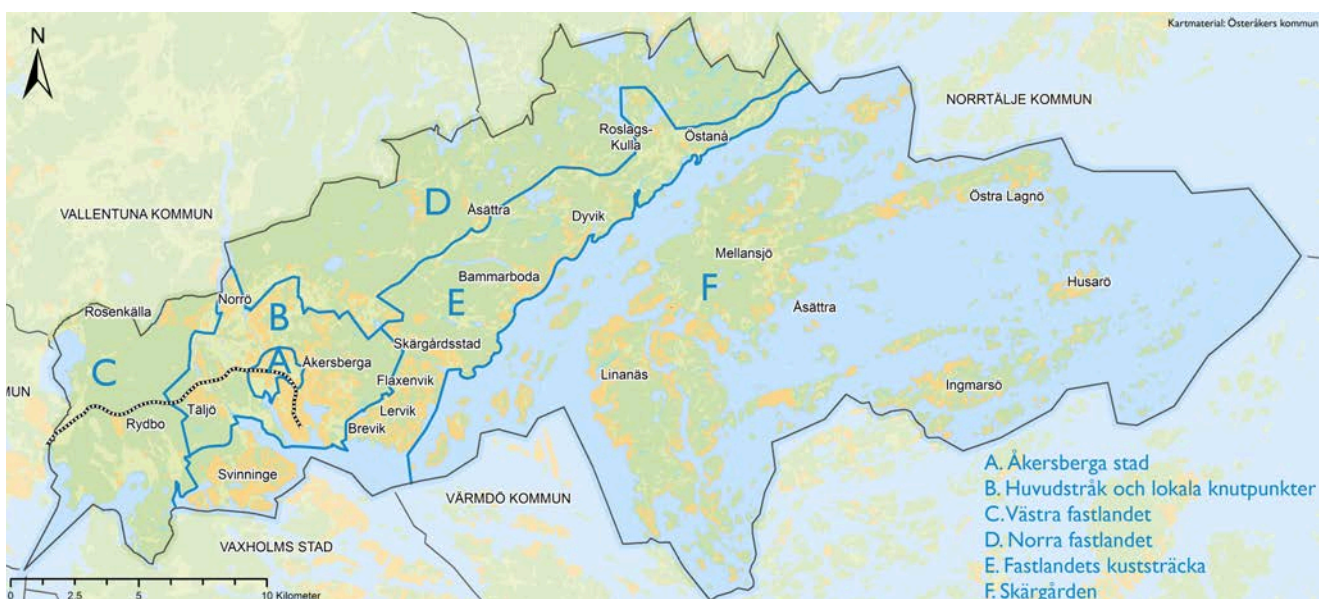 N
Kartmaterial: Österåkers kommun
NORRTÄLJE KOMMUN
Roslags-
Kulla
Östanå
D
Åsättra
Dyvik
Östra Lagnö
VALLENTUNA KOMMUN
Mellansjö
Bammarboda
Husarö
F
Åsättra
Norrö
Rosenkälla
E
B
Skärgårdsstad
A
Åkersberga
C
Flaxenvik
Linanäs
Ingmarsö
MUN
Täljö
Lervik
Rydbo
Brevik
Svinninge
VÄRMDÖ KOMMUN
VAXHOLMS STAD
A. Åkersberga stad
B. Huvudstråk och lokala knutpunkter
C. Västra fastlandet
D. Norra fastlandet
E. Fastlandets kuststräcka
F. Skärgården
0 2.5 5 10 Kilometer